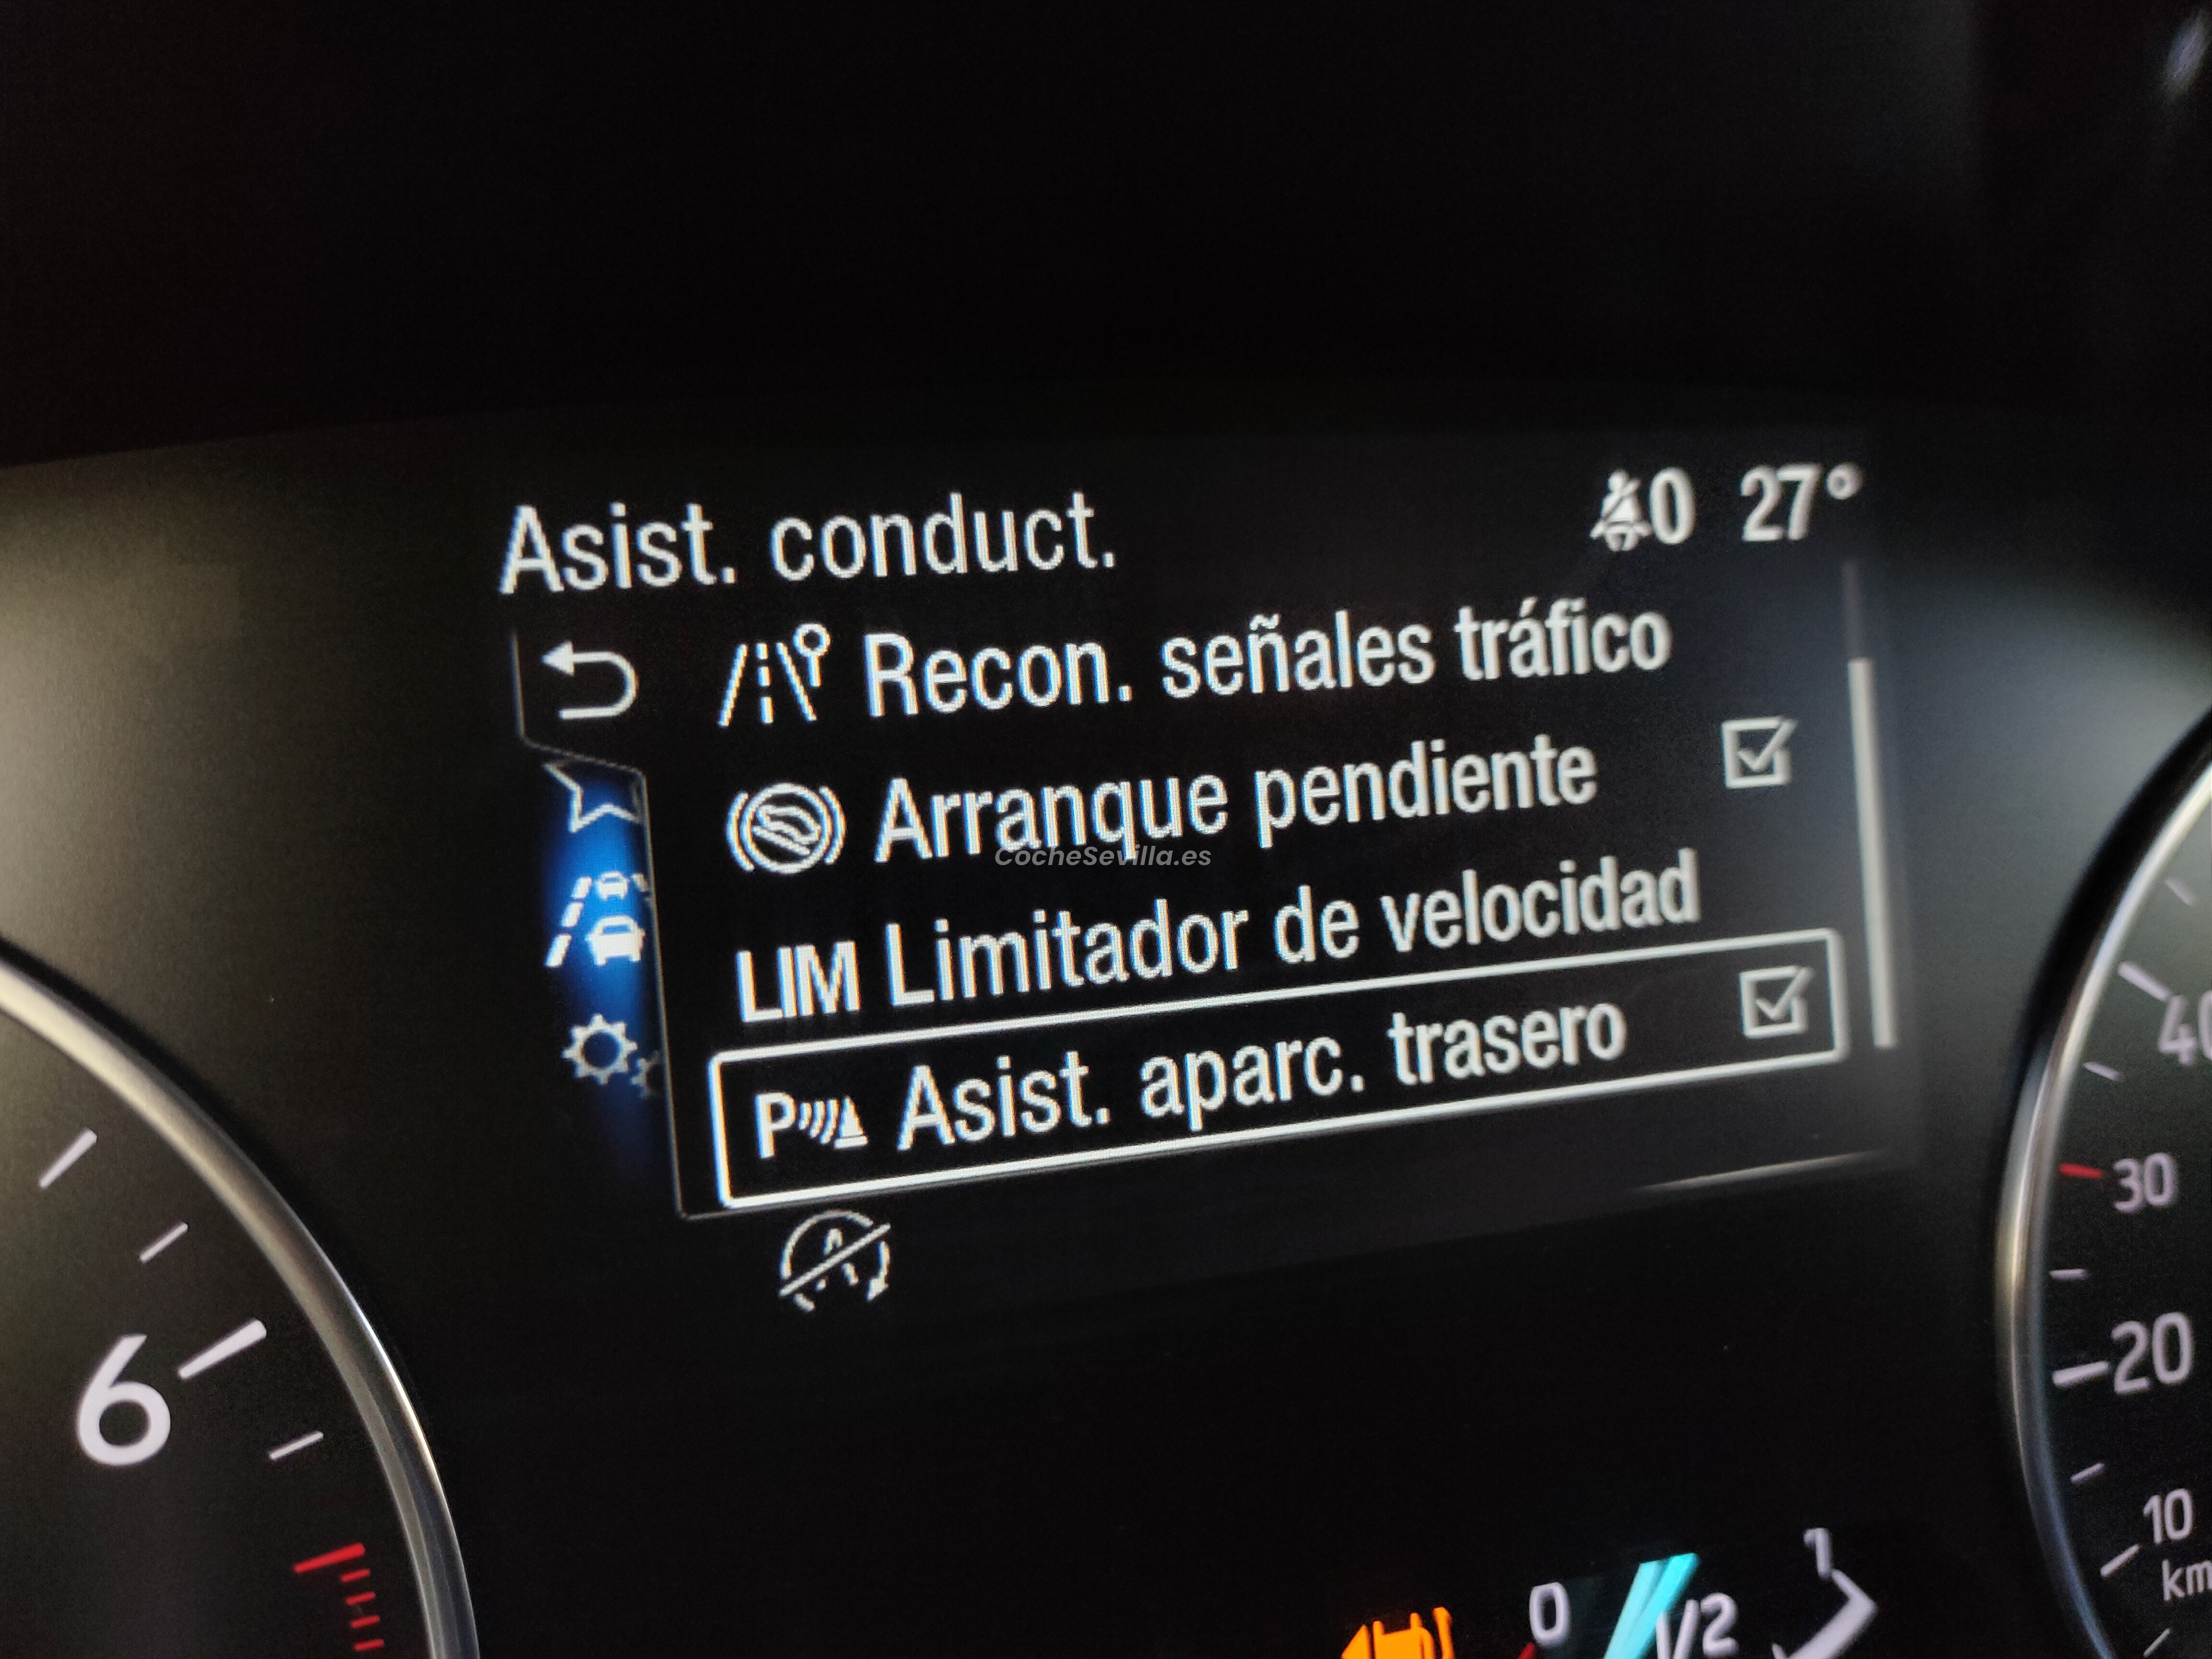 Asist. conduct.
0 27°
Recon. señales tráfico
Arranque pendiente
CocheSevilla.es
LIM Limitador de velocidad
P Asist. aparc. trasero
6
40
30
20
10
km
0
1/2
1